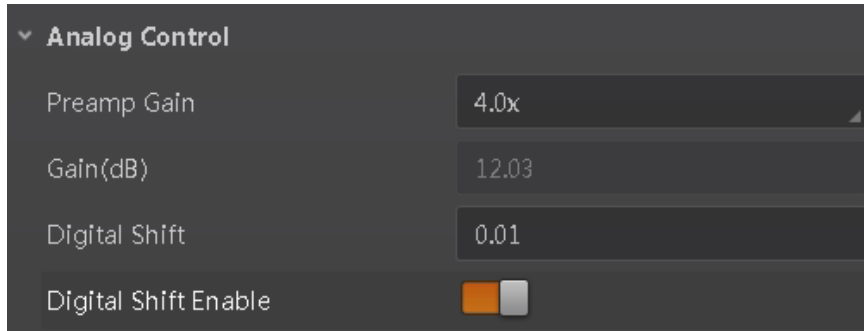 Analog Control
Preamp Gain 4.0x
Gain(dB) 12.03
Digital Shift 0.01
Digital Shift Enable